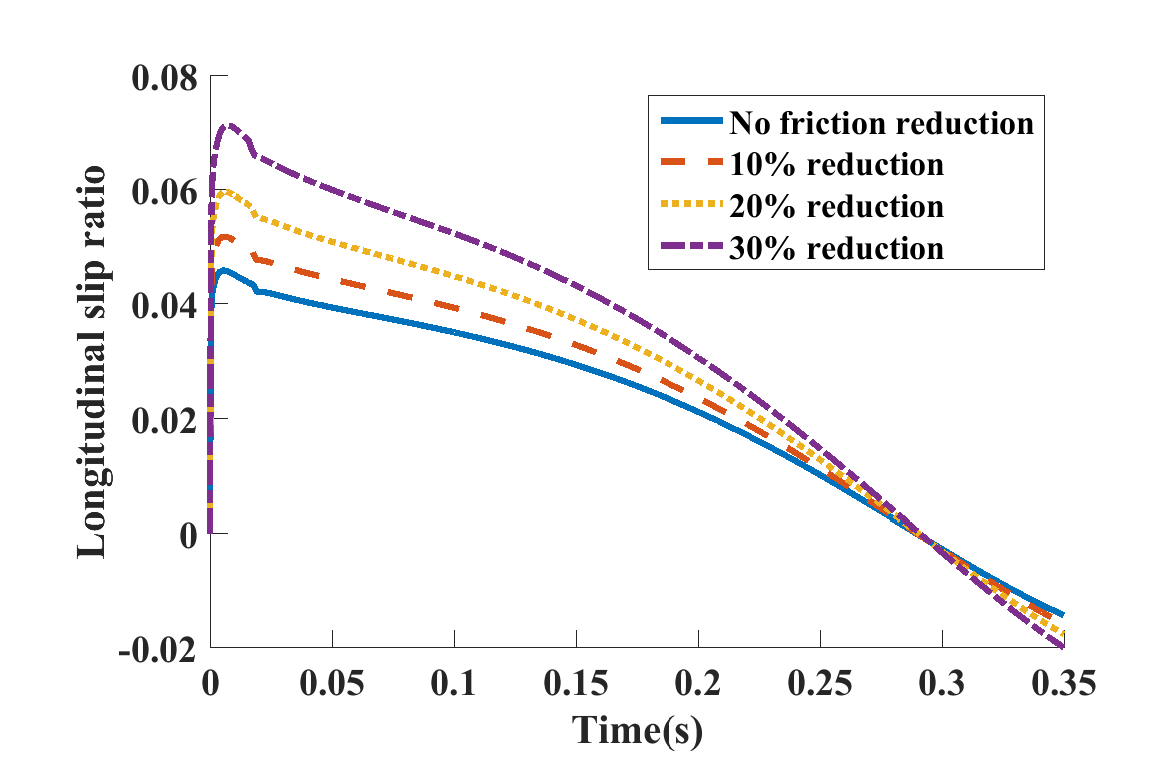 0.08
0.06
0.04
0.02
0
-0.02
Longitudinal slip ratio
No friction reduction
10% reduction
20% reduction
30% reduction
0 0.05 0.1 0.15 0.2 0.25 0.3 0.35
Time(s)